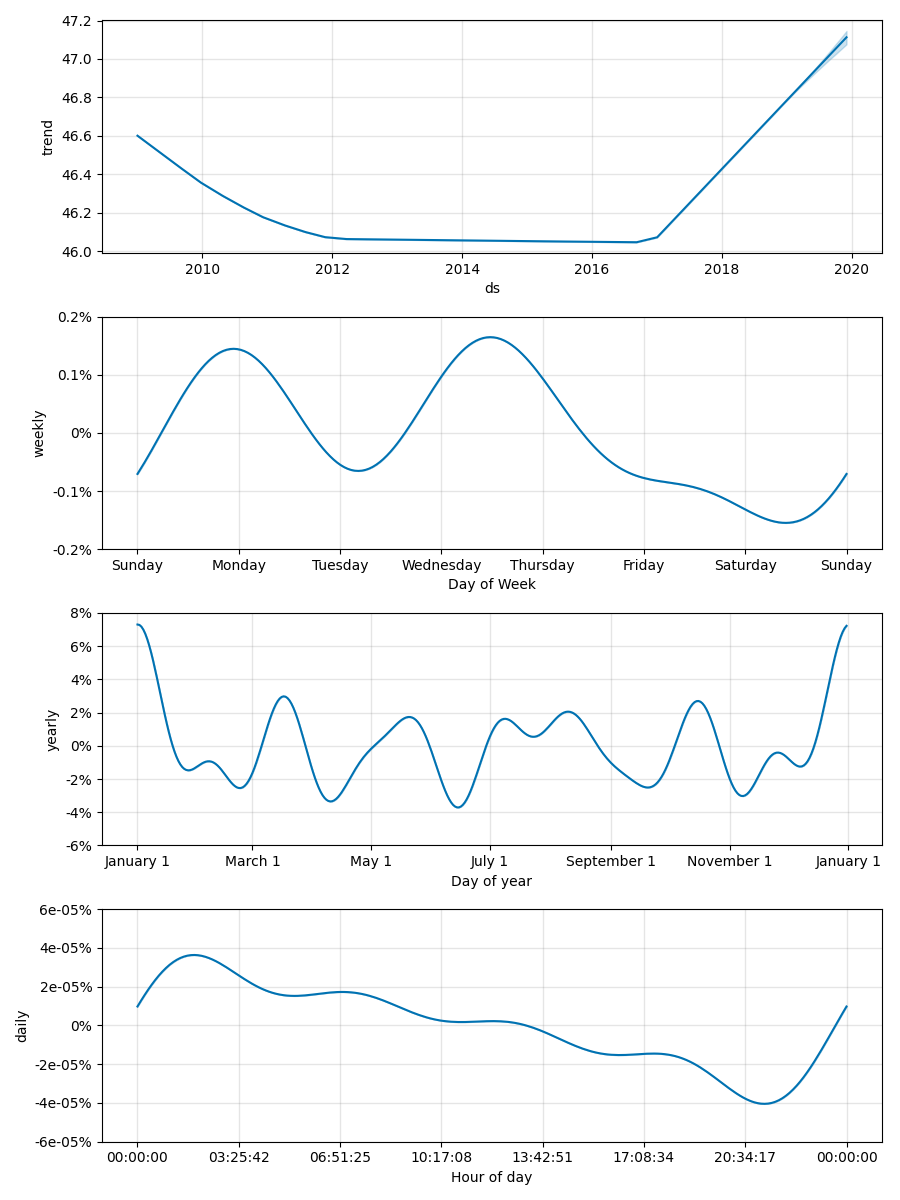 47.2
47.0
46.8
46.6
46.4
46.2
46.0
trend
2010 2012 2014 2016 2018 2020
ds
0.2%
0.1%
0%
-0.1%
-0.2%
weekly
Sunday Monday Tuesday Wednesday Thursday Friday Saturday Sunday
Day of Week
8%
6%
4%
2%
0%
-2%
-4%
-6%
yearly
January 1 March 1 May 1 July 1 September 1 November 1 January 1
Day of year
6e-05%
4e-05%
2e-05%
0%
-2e-05%
-4e-05%
-6e-05%
daily
00:00:00 03:25:42 06:51:25 10:17:08 13:42:51 17:08:34 20:34:17 00:00:00
Hour of day